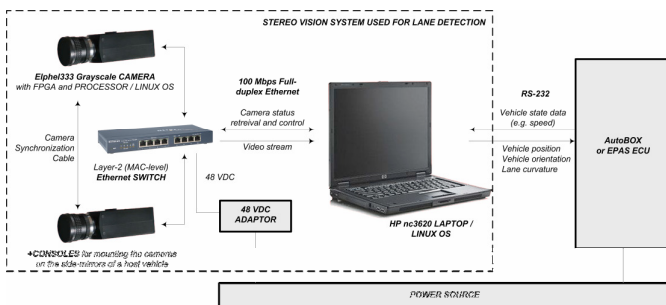 STEREO VISION SYSTEM USED FOR LANE DETECTION
Elphel333 Grayscale CAMERA
with FPGA and PROCESSOR / LINUX OS
Camera
Synchronization
Cable
Layer-2 (MAC-level)
Ethernet SWITCH
48 VDC
48 VDC
ADAPTOR
+CONSOLES for mounting the cameras
on the side-mirrors of a host vehicle
100 Mbps Full-
duplex Ethernet
Camera status
retreival and control
Video stream
HP nc3620 LAPTOP /
LINUX OS
RS-232
Vehicle state data
(e.g. speed)
Vehicle position
Vehicle orientation
Lane curvature
AutoBOX
or EPAS ECU
POWER SOURCE